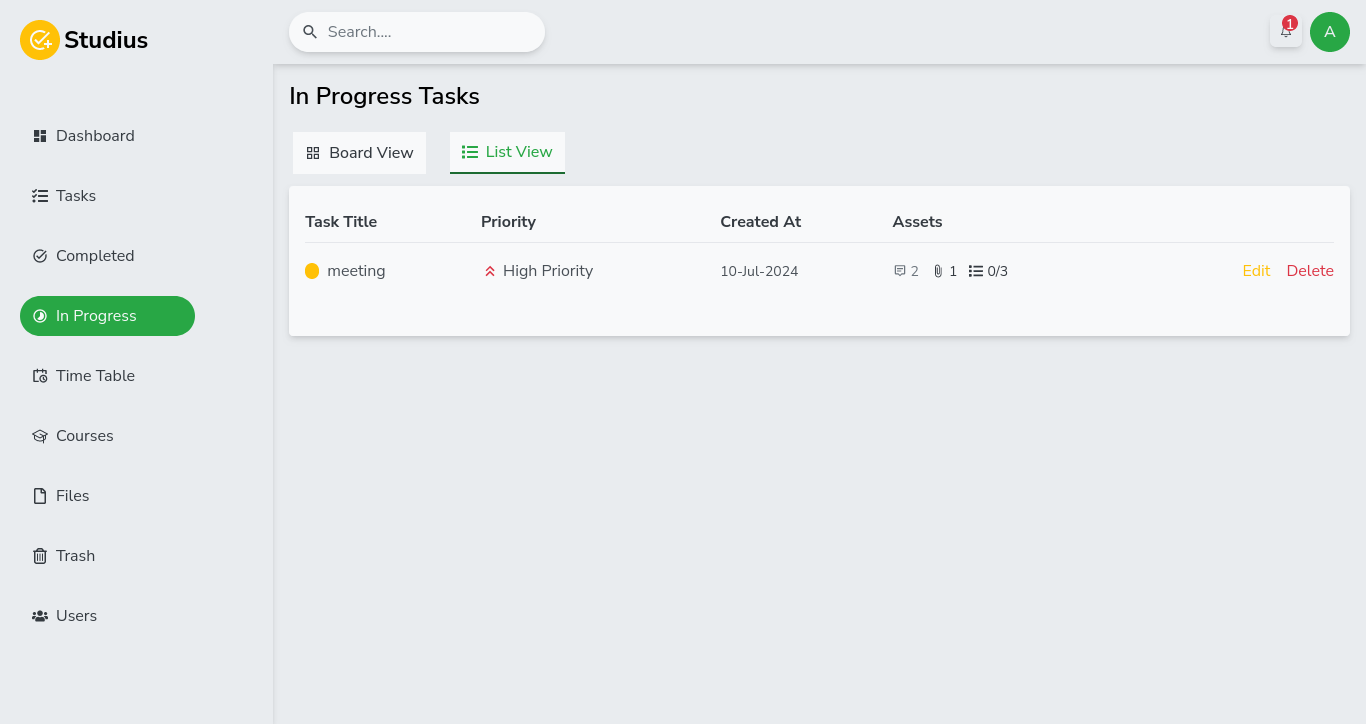 Studius
Search....
1
A
Dashboard
Tasks
Completed
In Progress
Time Table
Courses
Files
Trash
Users
In Progress Tasks
Board View
List View
Task Title Priority Created At Assets
meeting High Priority 10-Jul-2024 2 1 0/3 Edit Delete